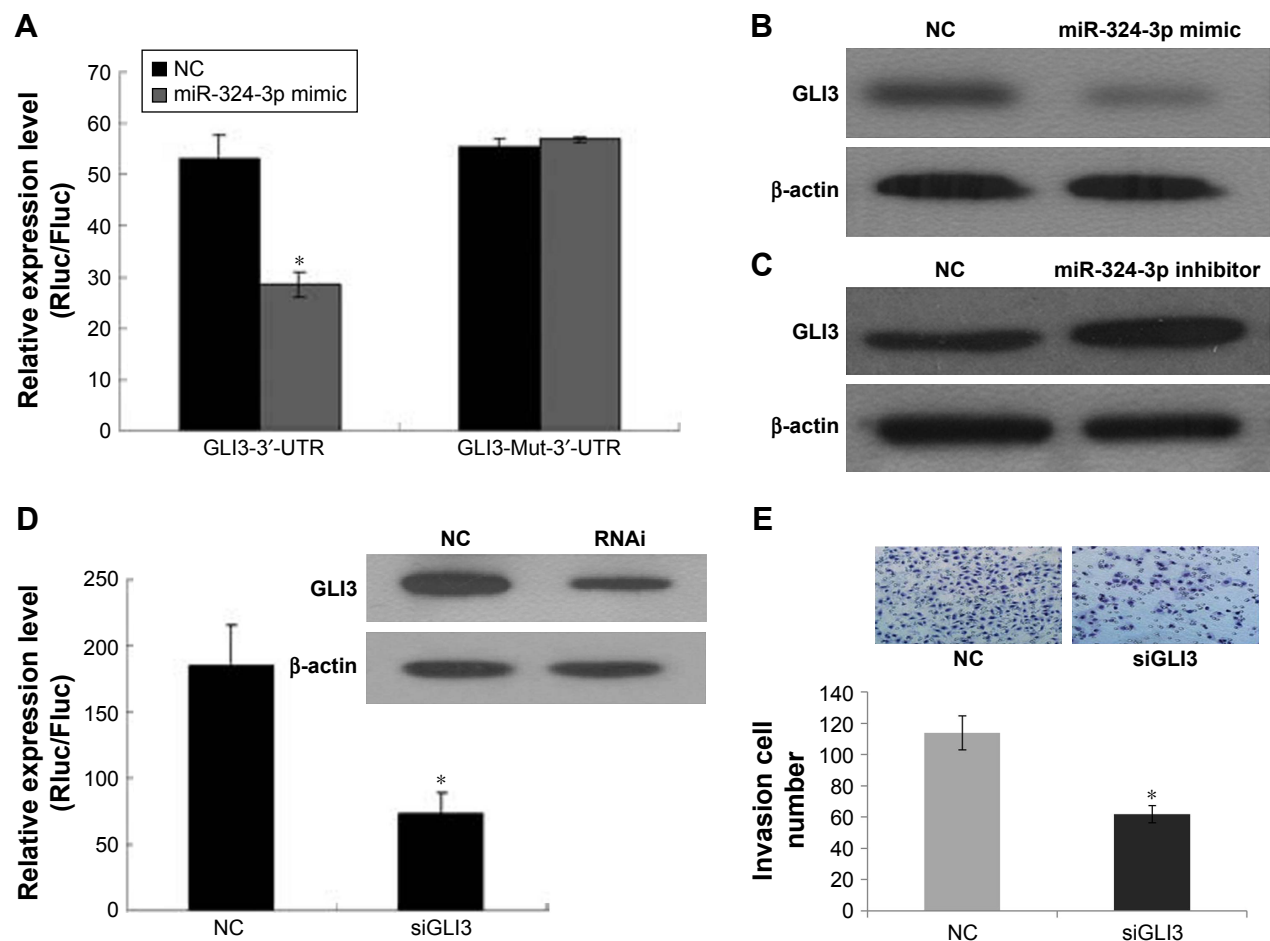 A
NC
miR-324-3p mimic
Relative expression level
(Rluc/Fluc)
70
60
50
40
30
20
10
0
*
GLI3-3′-UTR
GLI3-Mut-3′-UTR
B
NC
miR-324-3p mimic
GLI3
β-actin
C
NC
miR-324-3p inhibitor
GLI3
β-actin
D
NC
RNAi
GLI3
β-actin
Relative expression level
(Rluc/Fluc)
250
200
150
100
50
0
*
NC
siGLI3
E
NC
siGLI3
Invasion cell
number
140
120
100
80
60
40
20
0
*
NC
siGLI3